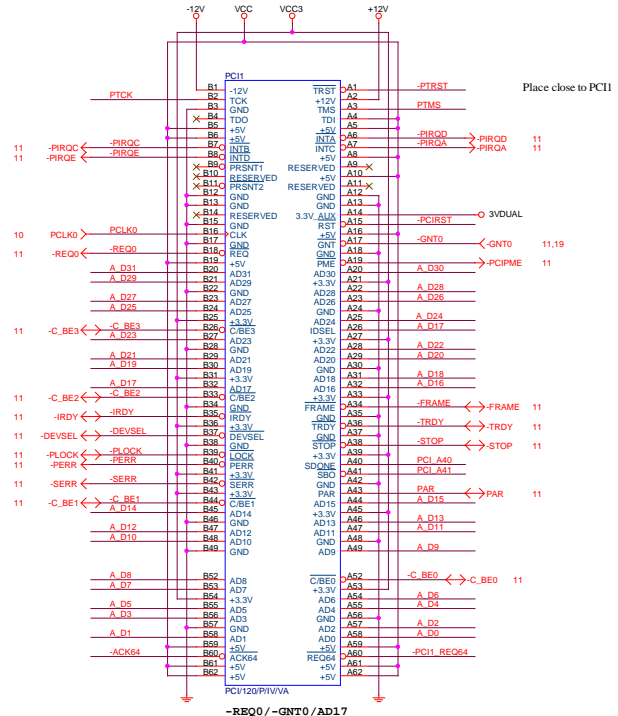 -12V VCC VCC3 +12V
PCI1
B1 -12V TRST A1 -PTRST Place close to PCI1
PTCK B2 TCK +12V A2
B3 GND TMS A3 PTMS
B4 TDO TDI A4
B5 +5V +5V A5
B6 +5V INTA A6 -PIRQD -PIRQD 11
11 -PIRQC -PIRQC B7 INTB INTC A7 -PIRQA -PIRQA 11
11 -PIRQE -PIRQE B8 INTD +5V A8
B9 PRSNT1 RESERVED A9
B10 RESERVED +5V A10
B11 PRSNT2 RESERVED A11
B12 GND GND A12
B13 GND GND A13
B14 RESERVED 3.3V_AUX A14 3VDUAL
B15 GND RST A15 -PCIRST
10 PCLK0 PCLK0 B16 CLK +5V A16
B17 GND GNT A17 -GNT0 -GNT0 11,19
11 -REQ0 -REQ0 B18 REQ GND A18
B19 +5V PME A19 -PCIPME 11
A_D31 B20 AD31 AD30 A20 A_D30
A_D29 B21 AD29 +3.3V A21
B22 GND AD28 A22 A_D28
A_D27 B23 AD27 AD26 A23 A_D26
A_D25 B24 AD25 GND A24
B25 +3.3V AD24 A25 A_D24
11 -C_BE3 -C_BE3 B26 C/BE3 IDSEL A26 A_D17
A_D23 B27 AD23 +3.3V A27
B28 GND AD22 A28 A_D22
A_D21 B29 AD21 AD20 A29 A_D20
A_D19 B30 AD19 GND A30
B31 +3.3V AD18 A31 A_D18
A_D17 B32 AD17 AD16 A32 A_D16
11 -C_BE2 -C_BE2 B33 C/BE2 +3.3V A33
B34 GND FRAME A34 -FRAME -FRAME 11
11 -IRDY -IRDY B35 IRDY GND A35
B36 +3.3V TRDY A36 -TRDY -TRDY 11
11 -DEVSEL -DEVSEL B37 DEVSEL GND A37
B38 GND STOP A38 -STOP -STOP 11
11 -PLOCK -PLOCK B39 LOCK +3.3V A39
11 -PERR -PERR B40 PERR SDONE A40 PCI_A40
B41 +3.3V SBO A41 PCI_A41
11 -SERR -SERR B42 SERR GND A42
B43 +3.3V PAR A43 PAR PAR 11
11 -C_BE1 -C_BE1 B44 C/BE1 AD15 A44 A_D15
A_D14 B45 AD14 +3.3V A45
B46 GND AD13 A46 A_D13
A_D12 B47 AD12 AD11 A47 A_D11
A_D10 B48 AD10 GND A48
B49 GND AD9 A49 A_D9
A_D8 B52 AD8 C/BE0 A52 -C_BE0 -C_BE0 11
A_D7 B53 AD7 +3.3V A53
B54 +3.3V AD6 A54 A_D6
A_D5 B55 AD5 AD4 A55 A_D4
A_D3 B56 AD3 GND A56
B57 GND AD2 A57 A_D2
A_D1 B58 AD1 AD0 A58 A_D0
B59 +5V +5V A59
-ACK64 B60 ACK64 REQ64 A60 -PCI1_REQ64
B61 +5V +5V A61
B62 +5V +5V A62
PCI/120/P/IV/VA
-REQ0/-GNT0/AD17